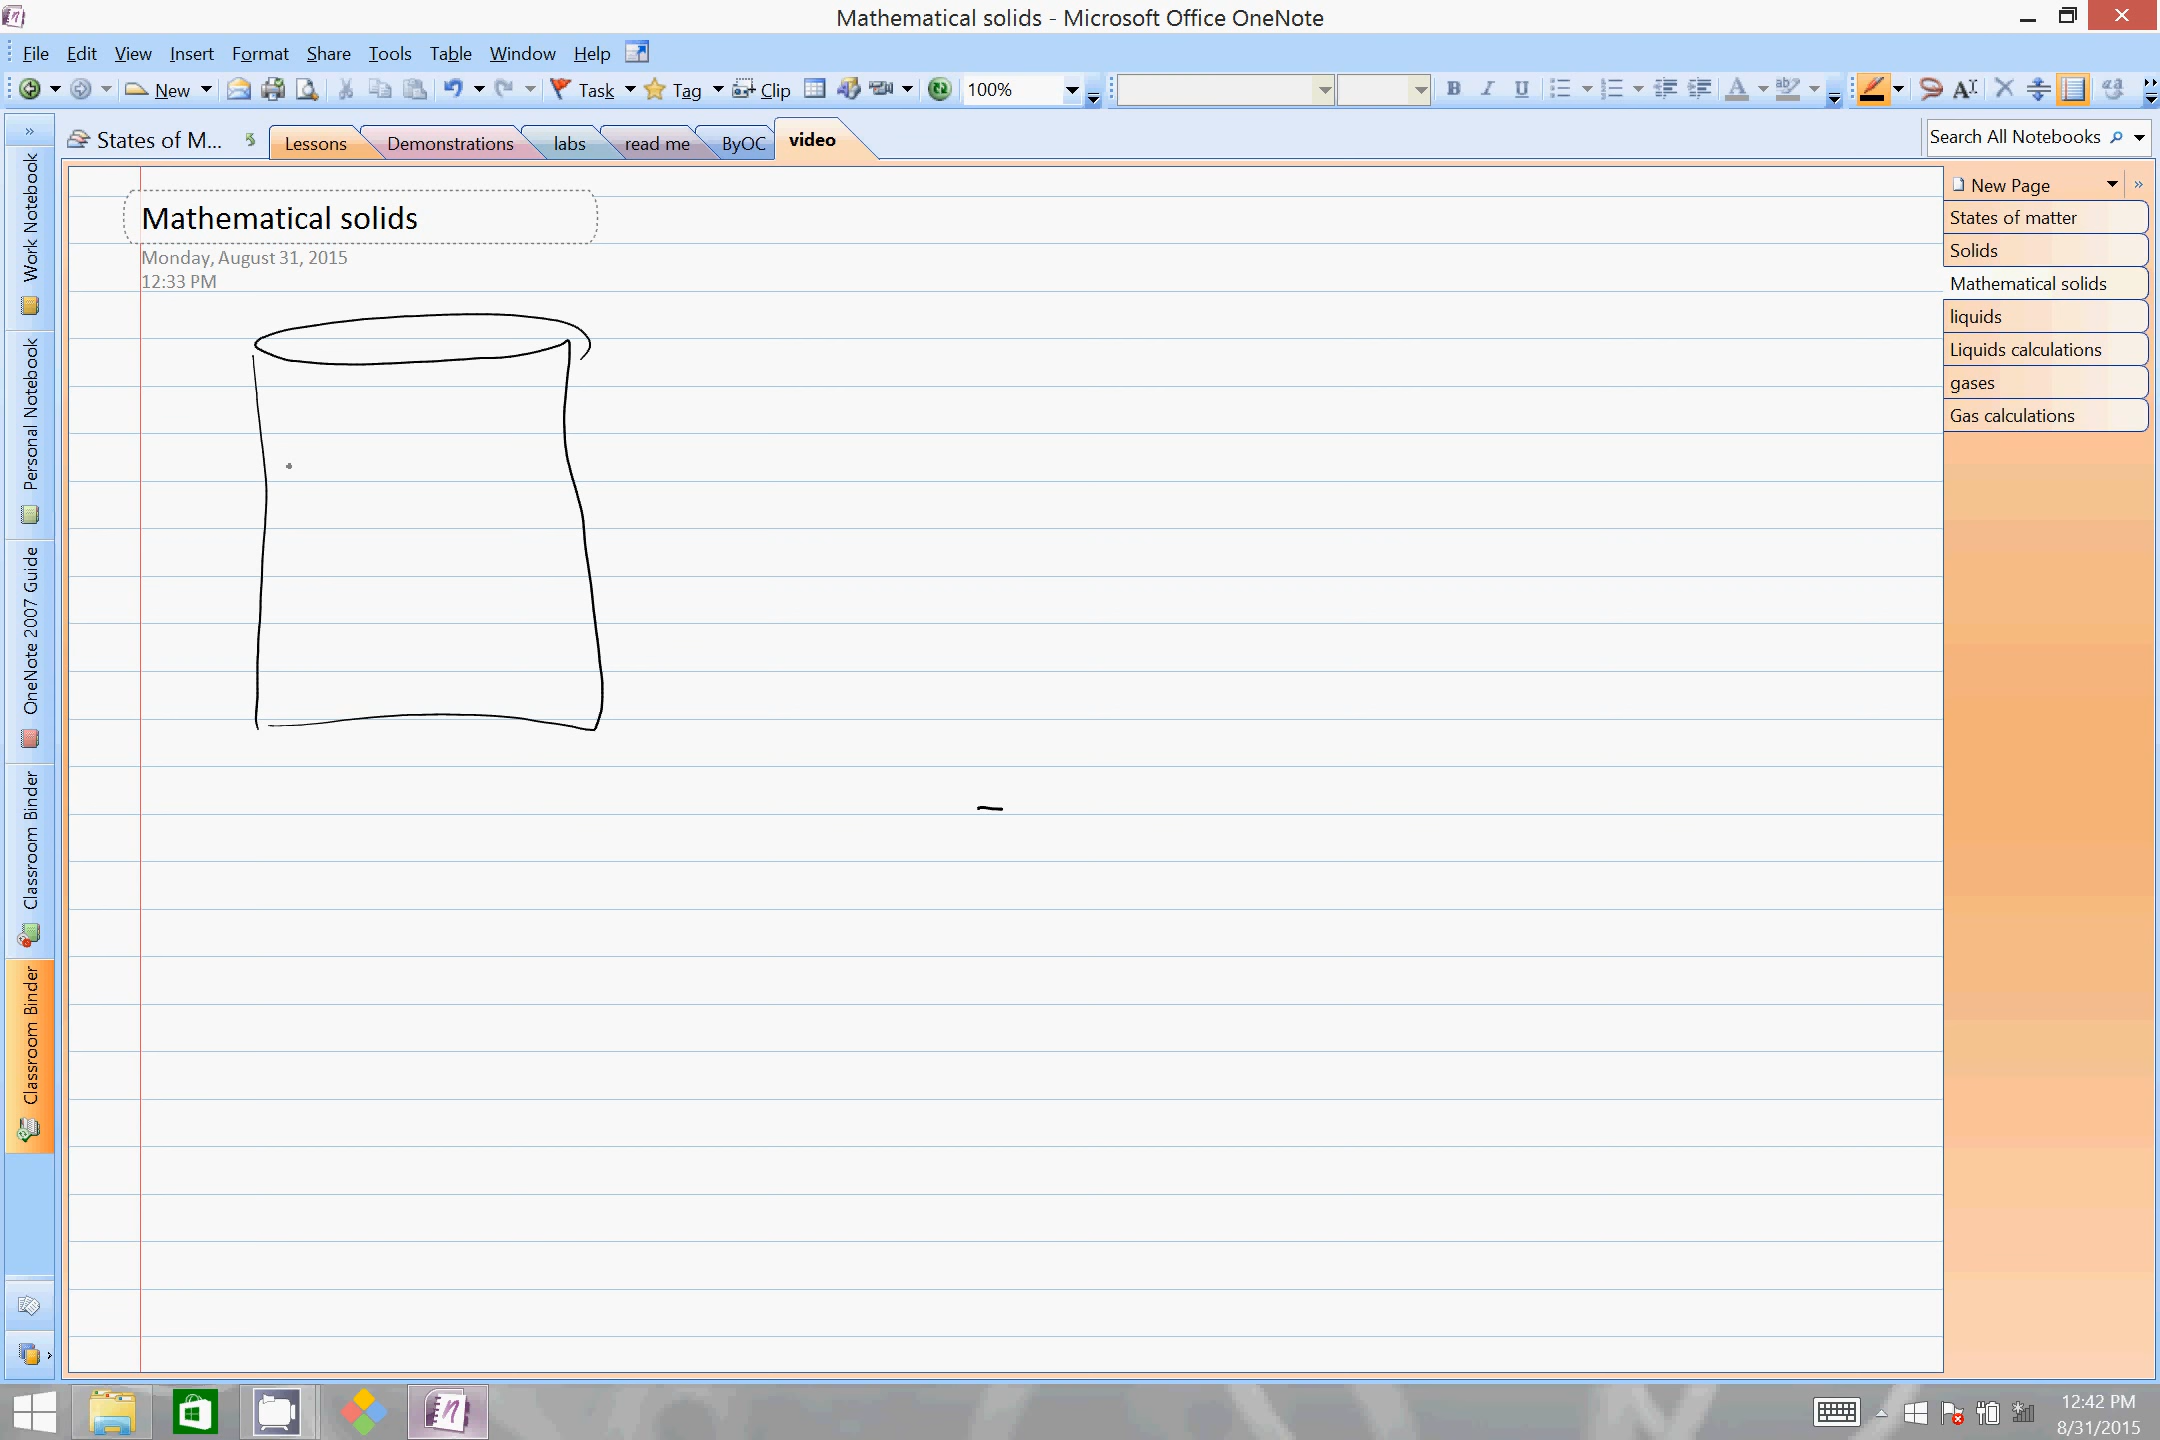 Mathematical solids - Microsoft Office OneNote
File Edit View Insert Format Share Tools Table Window Help
New Task Tag Clip 100% B I U A ab A
States of M... Lessons Demonstrations labs read me ByOC video Search All Notebooks
New Page
States of matter
Solids
Mathematical solids
liquids
Liquids calculations
gases
Gas calculations
Work Notebook
Personal Notebook
OneNote 2007 Guide
Classroom Binder
Classroom Binder
Mathematical solids
Monday, August 31, 2015
12:33 PM
12:42 PM
8/31/2015